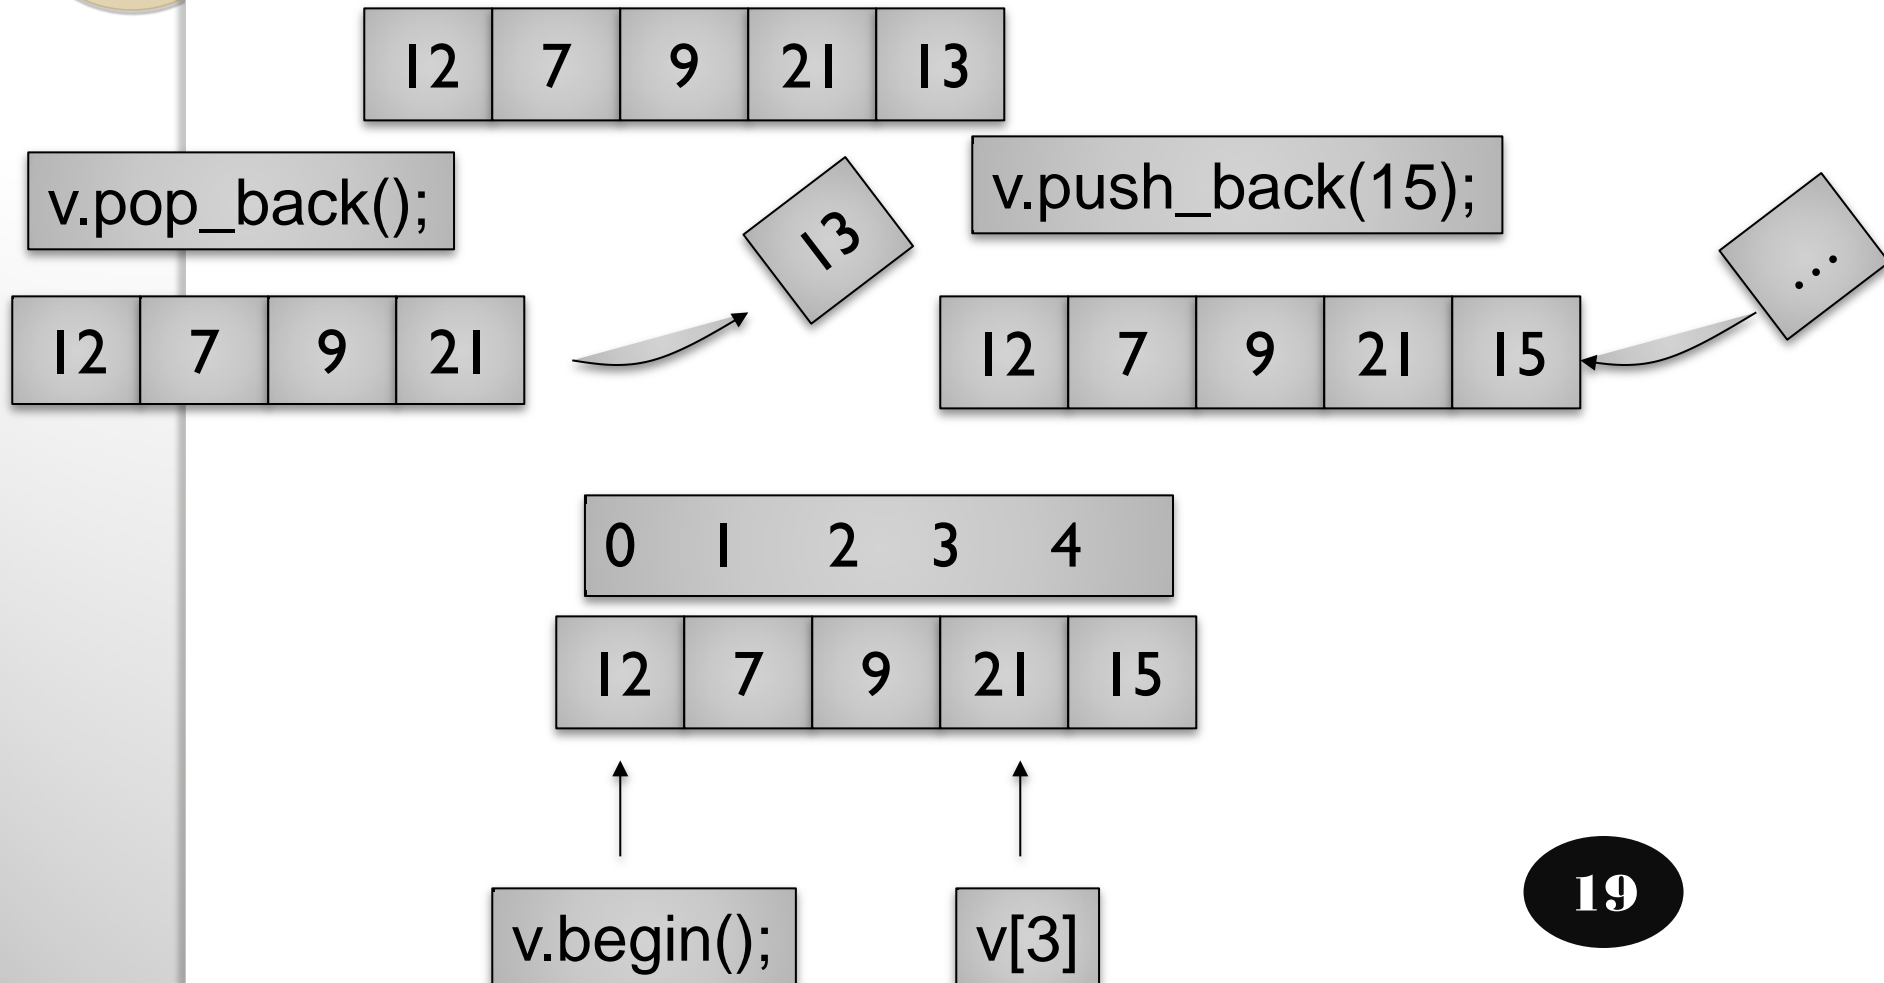 12 7 9 21 13
v.pop_back();
13
v.push_back(15);
...
12 7 9 21
12 7 9 21 15
0 1 2 3 4
12 7 9 21 15
v.begin();
v[3]
19